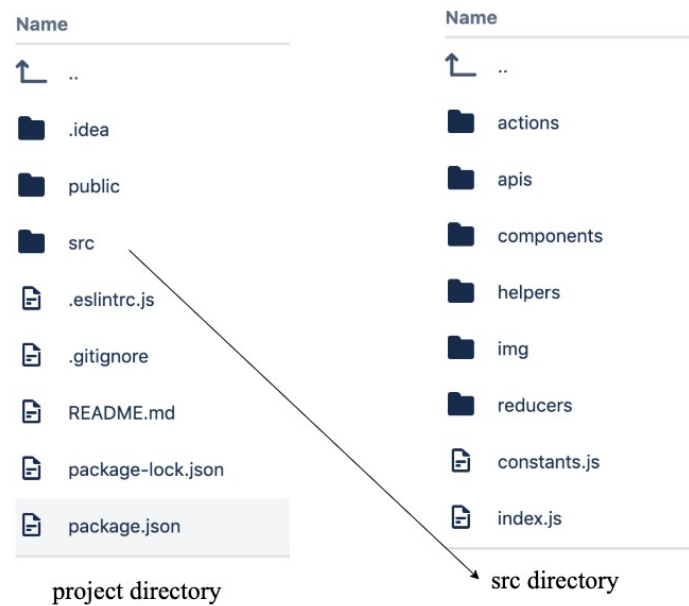 Name
..
.idea
public
src
.eslintrc.js
.gitignore
README.md
package-lock.json
package.json
project directory
Name
..
actions
apis
components
helpers
img
reducers
constants.js
index.js
src directory